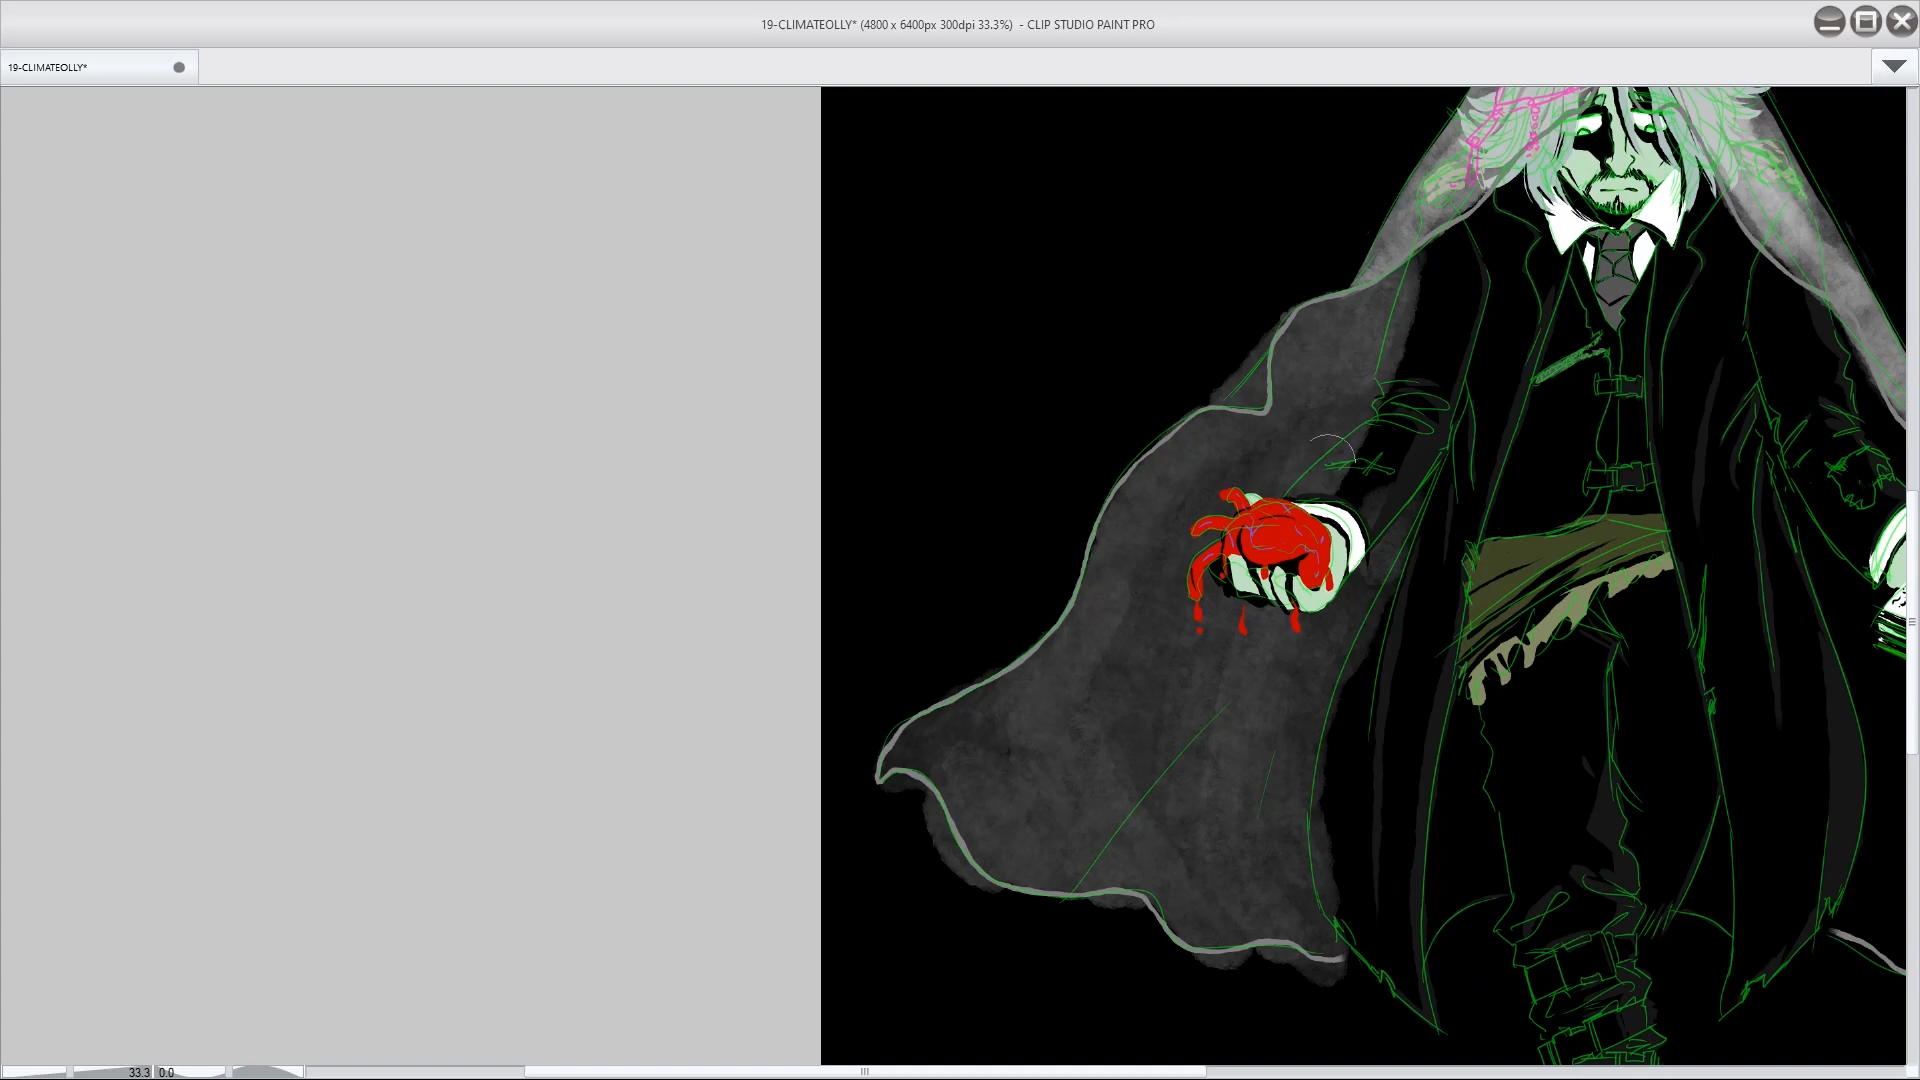 19-CLIMATEOLLY* (4800 x 6400px 300dpi 33.3%) - CLIP STUDIO PAINT PRO
19-CLIMATEOLLY*
33.3 0.0